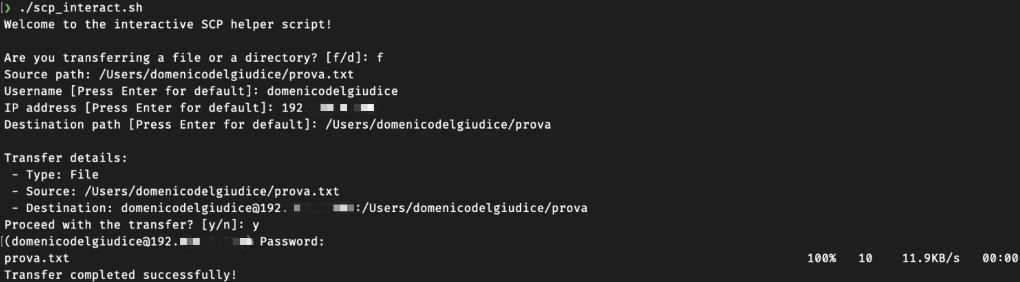 ❯ ./scp_interact.sh
Welcome to the interactive SCP helper script!
Are you transferring a file or a directory? [f/d]: f
Source path: /Users/domenicodelgiudice/prova.txt
Username [Press Enter for default]: domenicodelgiudice
IP address [Press Enter for default]: 192
Destination path [Press Enter for default]: /Users/domenicodelgiudice/prova
Transfer details:
- Type: File
- Source: /Users/domenicodelgiudice/prova.txt
- Destination: domenicodelgiudice@192. :/Users/domenicodelgiudice/prova
Proceed with the transfer? [y/n]: y
(domenicodelgiudice@192. ) Password:
prova.txt 100% 10 11.9KB/s 00:00
Transfer completed successfully!